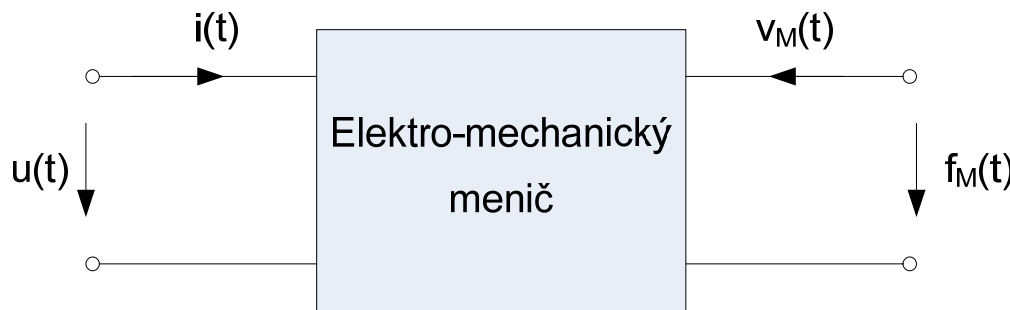 i(t)
v_M(t)
Elektro-mechanický
menič
u(t)
f_M(t)